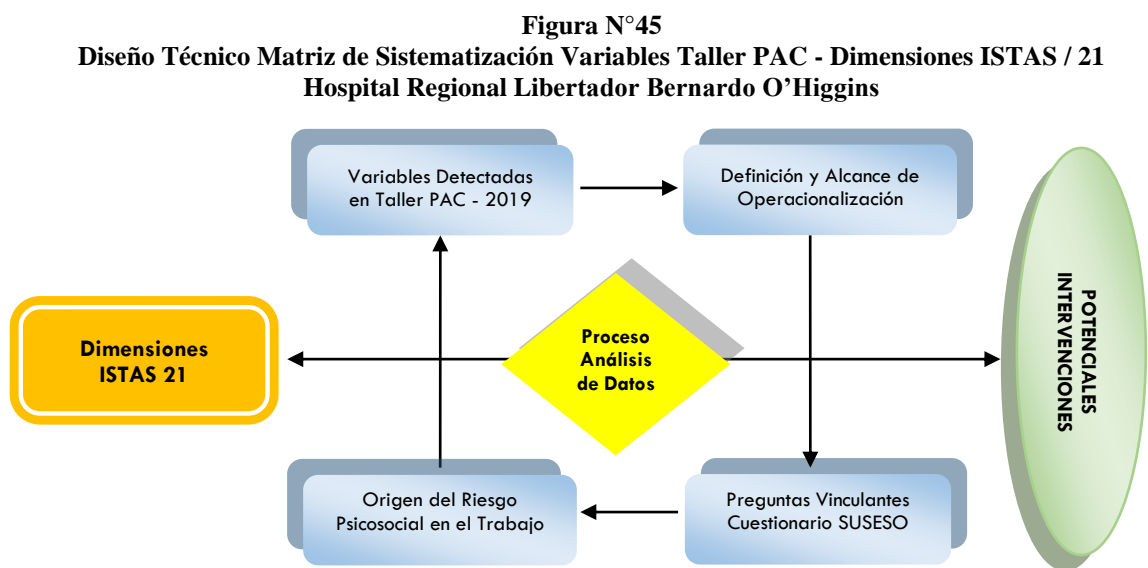 Figura N°45
Diseño Técnico Matriz de Sistematización Variables Taller PAC - Dimensiones ISTAS / 21
Hospital Regional Libertador Bernardo O’Higgins
Variables Detectadas
en Taller PAC - 2019
Definición y Alcance de
Operacionalización
Dimensiones
ISTAS 21
Proceso
Análisis
de Datos
POTENCIALES
INTERVENCIONES
Origen del Riesgo
Psicosocial en el Trabajo
Preguntas Vinculantes
Cuestionario SUSESO